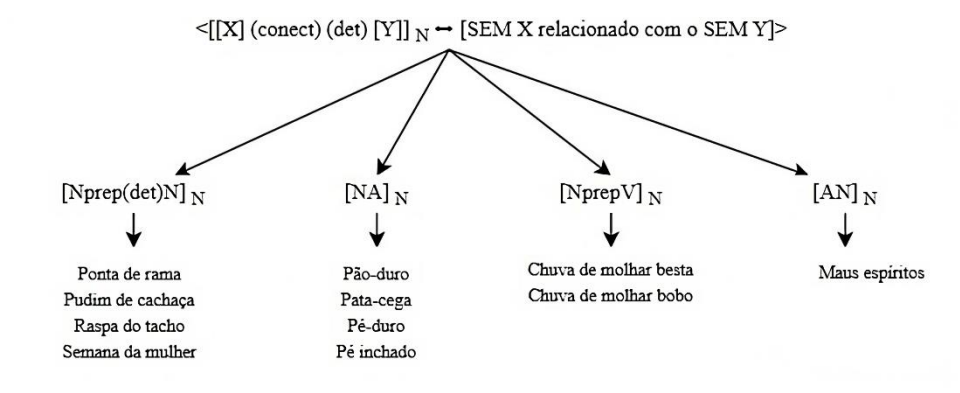 <[[X] (conect) (det) [Y]] N ↔ [SEM X relacionado com o SEM Y]>
[Nprep(det)N] N
[NA] N
[NprepV] N
[AN] N
Ponta de rama
Pudim de cachaça
Raspa do tacho
Semana da mulher
Pão-duro
Pata-cega
Pé-duro
Pé inchado
Chuva de molhar besta
Chuva de molhar bobo
Maus espíritos